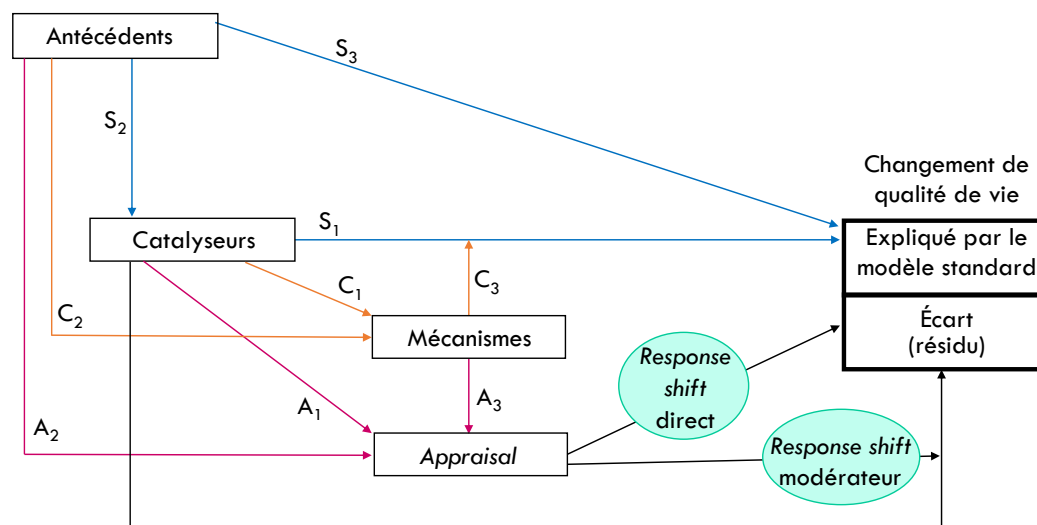 Antécédents
S3
S2
Changement de
qualité de vie
Catalyseurs
S1
Expliqué par le
modèle standard
C1
C3
C2
Mécanismes
Écart
(résidu)
Response
shift
direct
A1
A3
A2
Appraisal
Response shift
modérateur